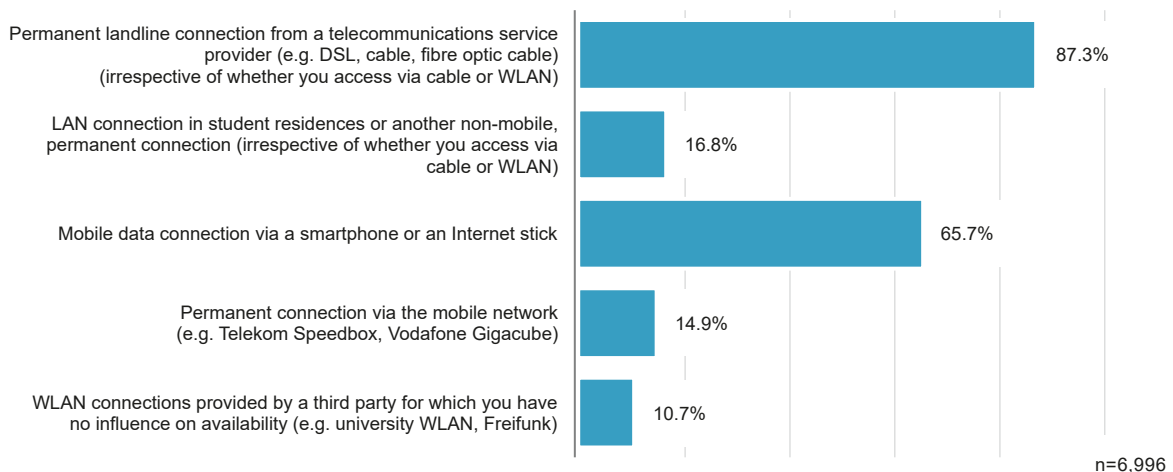 Permanent landline connection from a telecommunications service
provider (e.g. DSL, cable, fibre optic cable)
(irrespective of whether you access via cable or WLAN)
87.3%
LAN connection in student residences or another non-mobile,
permanent connection (irrespective of whether you access via
cable or WLAN)
16.8%
Mobile data connection via a smartphone or an Internet stick
65.7%
Permanent connection via the mobile network
(e.g. Telekom Speedbox, Vodafone Gigacube)
14.9%
WLAN connections provided by a third party for which you have
no influence on availability (e.g. university WLAN, Freifunk)
10.7%
n=6,996